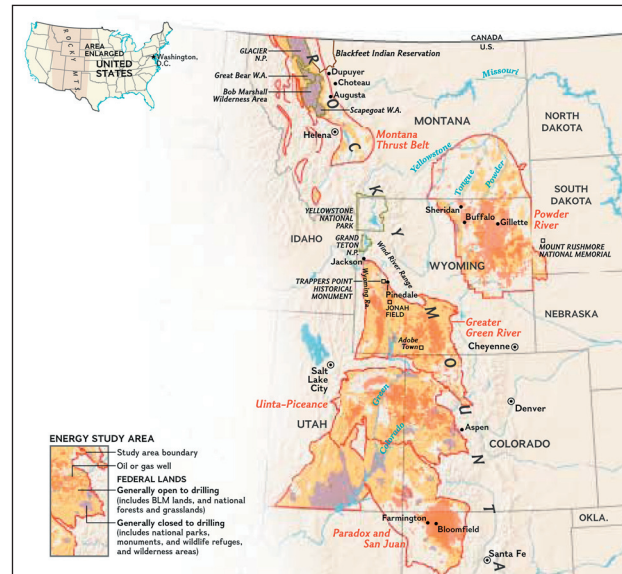 CANADA
U.S.
GLACIER
N.P.
Blackfeet Indian Reservation
ROCKY MTS.
AREA
ENLARGED
UNITED
STATES
Washington,
D.C.
Great Bear W.A.
Dupuyer
Choteau
Bob Marshall
Wilderness Area
Augusta
Scapegoat W.A.
Missouri
MONTANA
NORTH
DAKOTA
Helena
Montana
Thrust Belt
Yellowstone
Tongue
Powder
SOUTH
DAKOTA
ROCKY MOUNTA
YELLOWSTONE
NATIONAL
PARK
Sheridan
Buffalo
Gillette
Powder
River
IDAHO
GRAND
TETON
N.P.
Jackson
Wind River Range
WYOMING
MOUNT RUSHMORE
NATIONAL MEMORIAL
TRAPPERS POINT
HISTORICAL
MONUMENT
Wyoming Ra.
Pinedale
JONAH
FIELD
NEBRASKA
Greater
Green River
Adobe
Town
Cheyenne
Salt
Lake
City
Uinta-Piceance
Green
Denver
UTAH
Colorado
Aspen
COLORADO
ENERGY STUDY AREA
Study area boundary
Oil or gas well
FEDERAL LANDS
Generally open to drilling
(includes BLM lands, and national
forests and grasslands)
Generally closed to drilling
(includes national parks,
monuments, and wildlife refuges,
and wilderness areas)
Farmington
Bloomfield
OKLA.
Paradox and
San Juan
Santa Fe